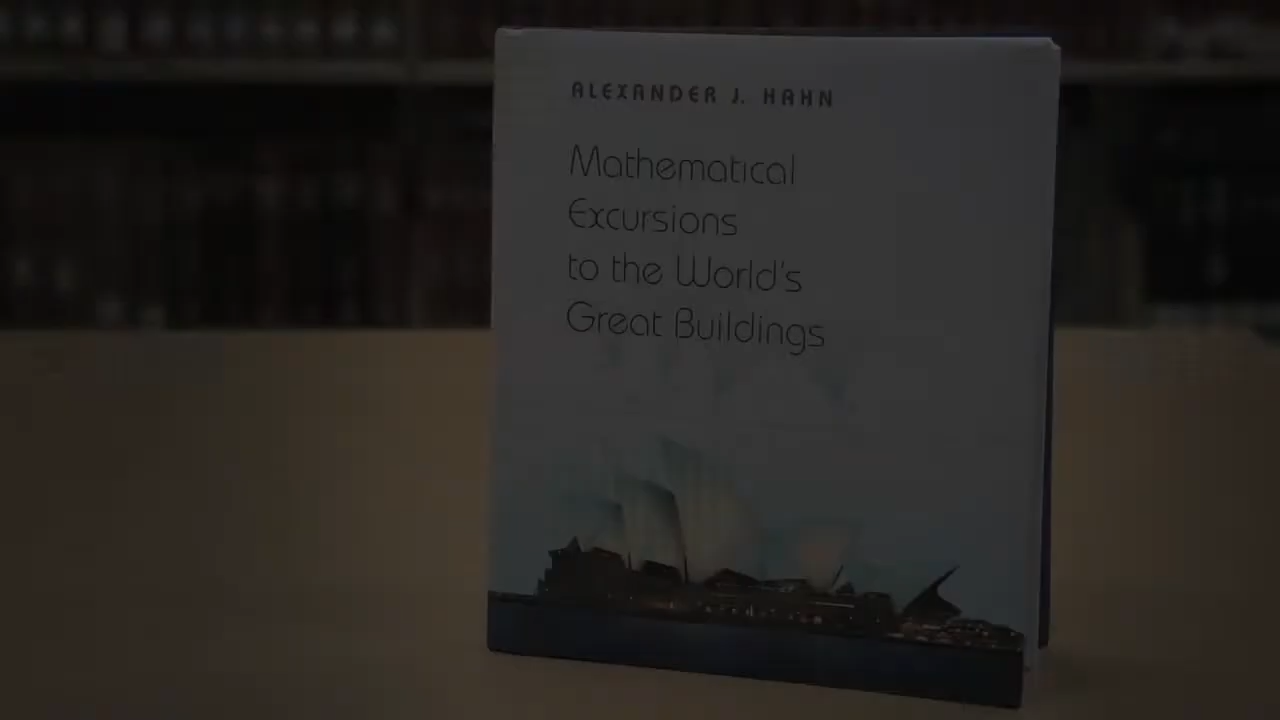 ALEXANDER J. HAHN
Mathematical
Excursions
to the World's
Great Buildings